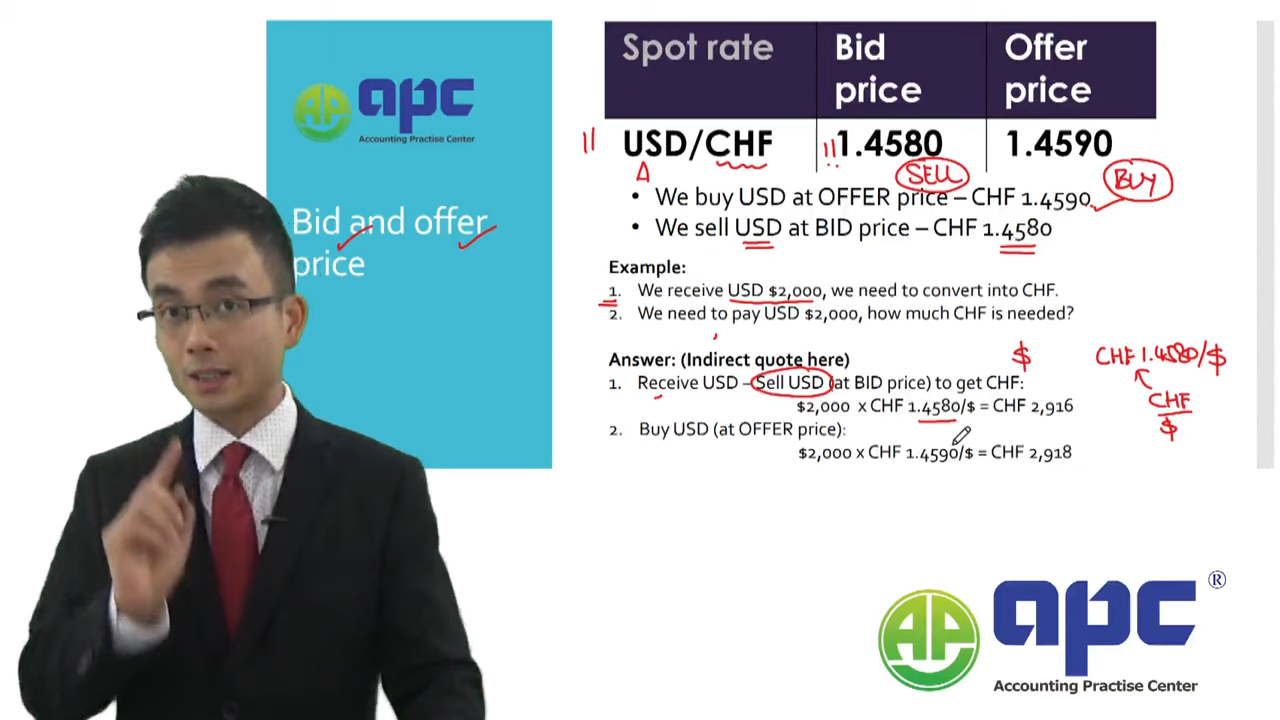 apc
Accounting Practise Center
Bid and offer
price
Spot rate Bid price Offer price
USD/CHF 1.4580 1.4590
SELL BUY
• We buy USD at OFFER price – CHF 1.4590
• We sell USD at BID price – CHF 1.4580
Example:
1. We receive USD $2,000, we need to convert into CHF.
2. We need to pay USD $2,000, how much CHF is needed?
Answer: (Indirect quote here)
$ CHF 1.4580/$
1. Receive USD – Sell USD (at BID price) to get CHF:
$2,000 x CHF 1.4580/$ = CHF 2,916
CHF
$
2. Buy USD (at OFFER price):
$2,000 x CHF 1.4590/$ = CHF 2,918
AP apc ®
Accounting Practise Center